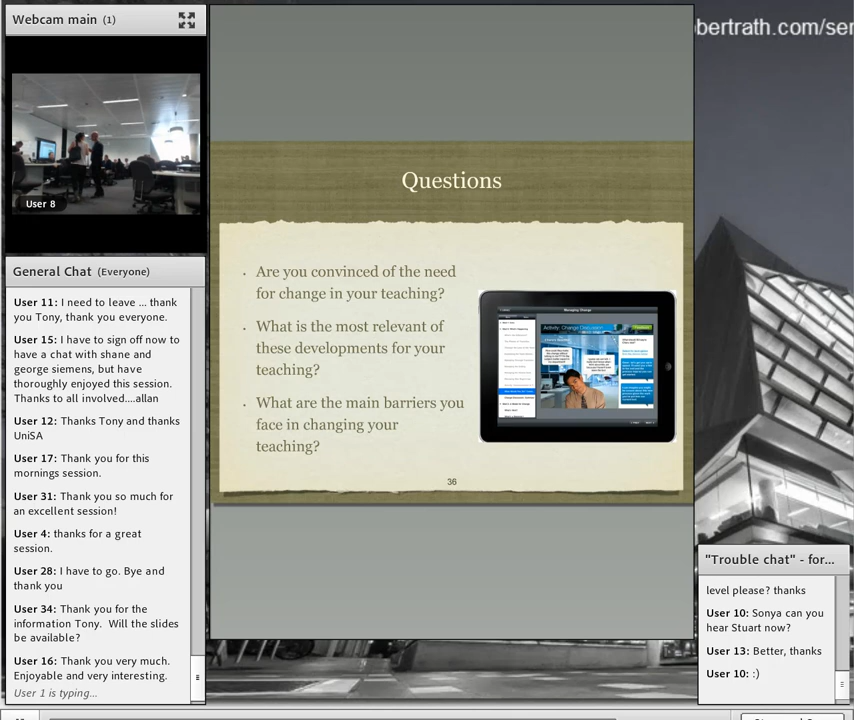 Webcam main (1)
User 8
General Chat (Everyone)
User 11: I need to leave ... thank
you Tony, thank you everyone.
User 15: I have to sign off now to
have a chat with shane and
george siemens, but have
thoroughly enjoyed this session.
Thanks to all involved....allan
User 12: Thanks Tony and thanks
UniSA
User 17: Thank you for this
mornings session.
User 31: Thank you so much for
an excellent session!
User 4: thanks for a great
session.
User 28: I have to go. Bye and
thank you
User 34: Thank you for the
information Tony.  Will the slides
be available?
User 16: Thank you very much.
Enjoyable and very interesting.
User 1 is typing...
Questions
Are you convinced of the need
for change in your teaching?
What is the most relevant of
these developments for your
teaching?
What are the main barriers you
face in changing your
teaching?
Managing Change
Activity: Change Discussion
36
bertrath.com/ser
"Trouble chat" - for...
level please? thanks
User 10: Sonya can you
hear Stuart now?
User 13: Better, thanks
User 10: :)